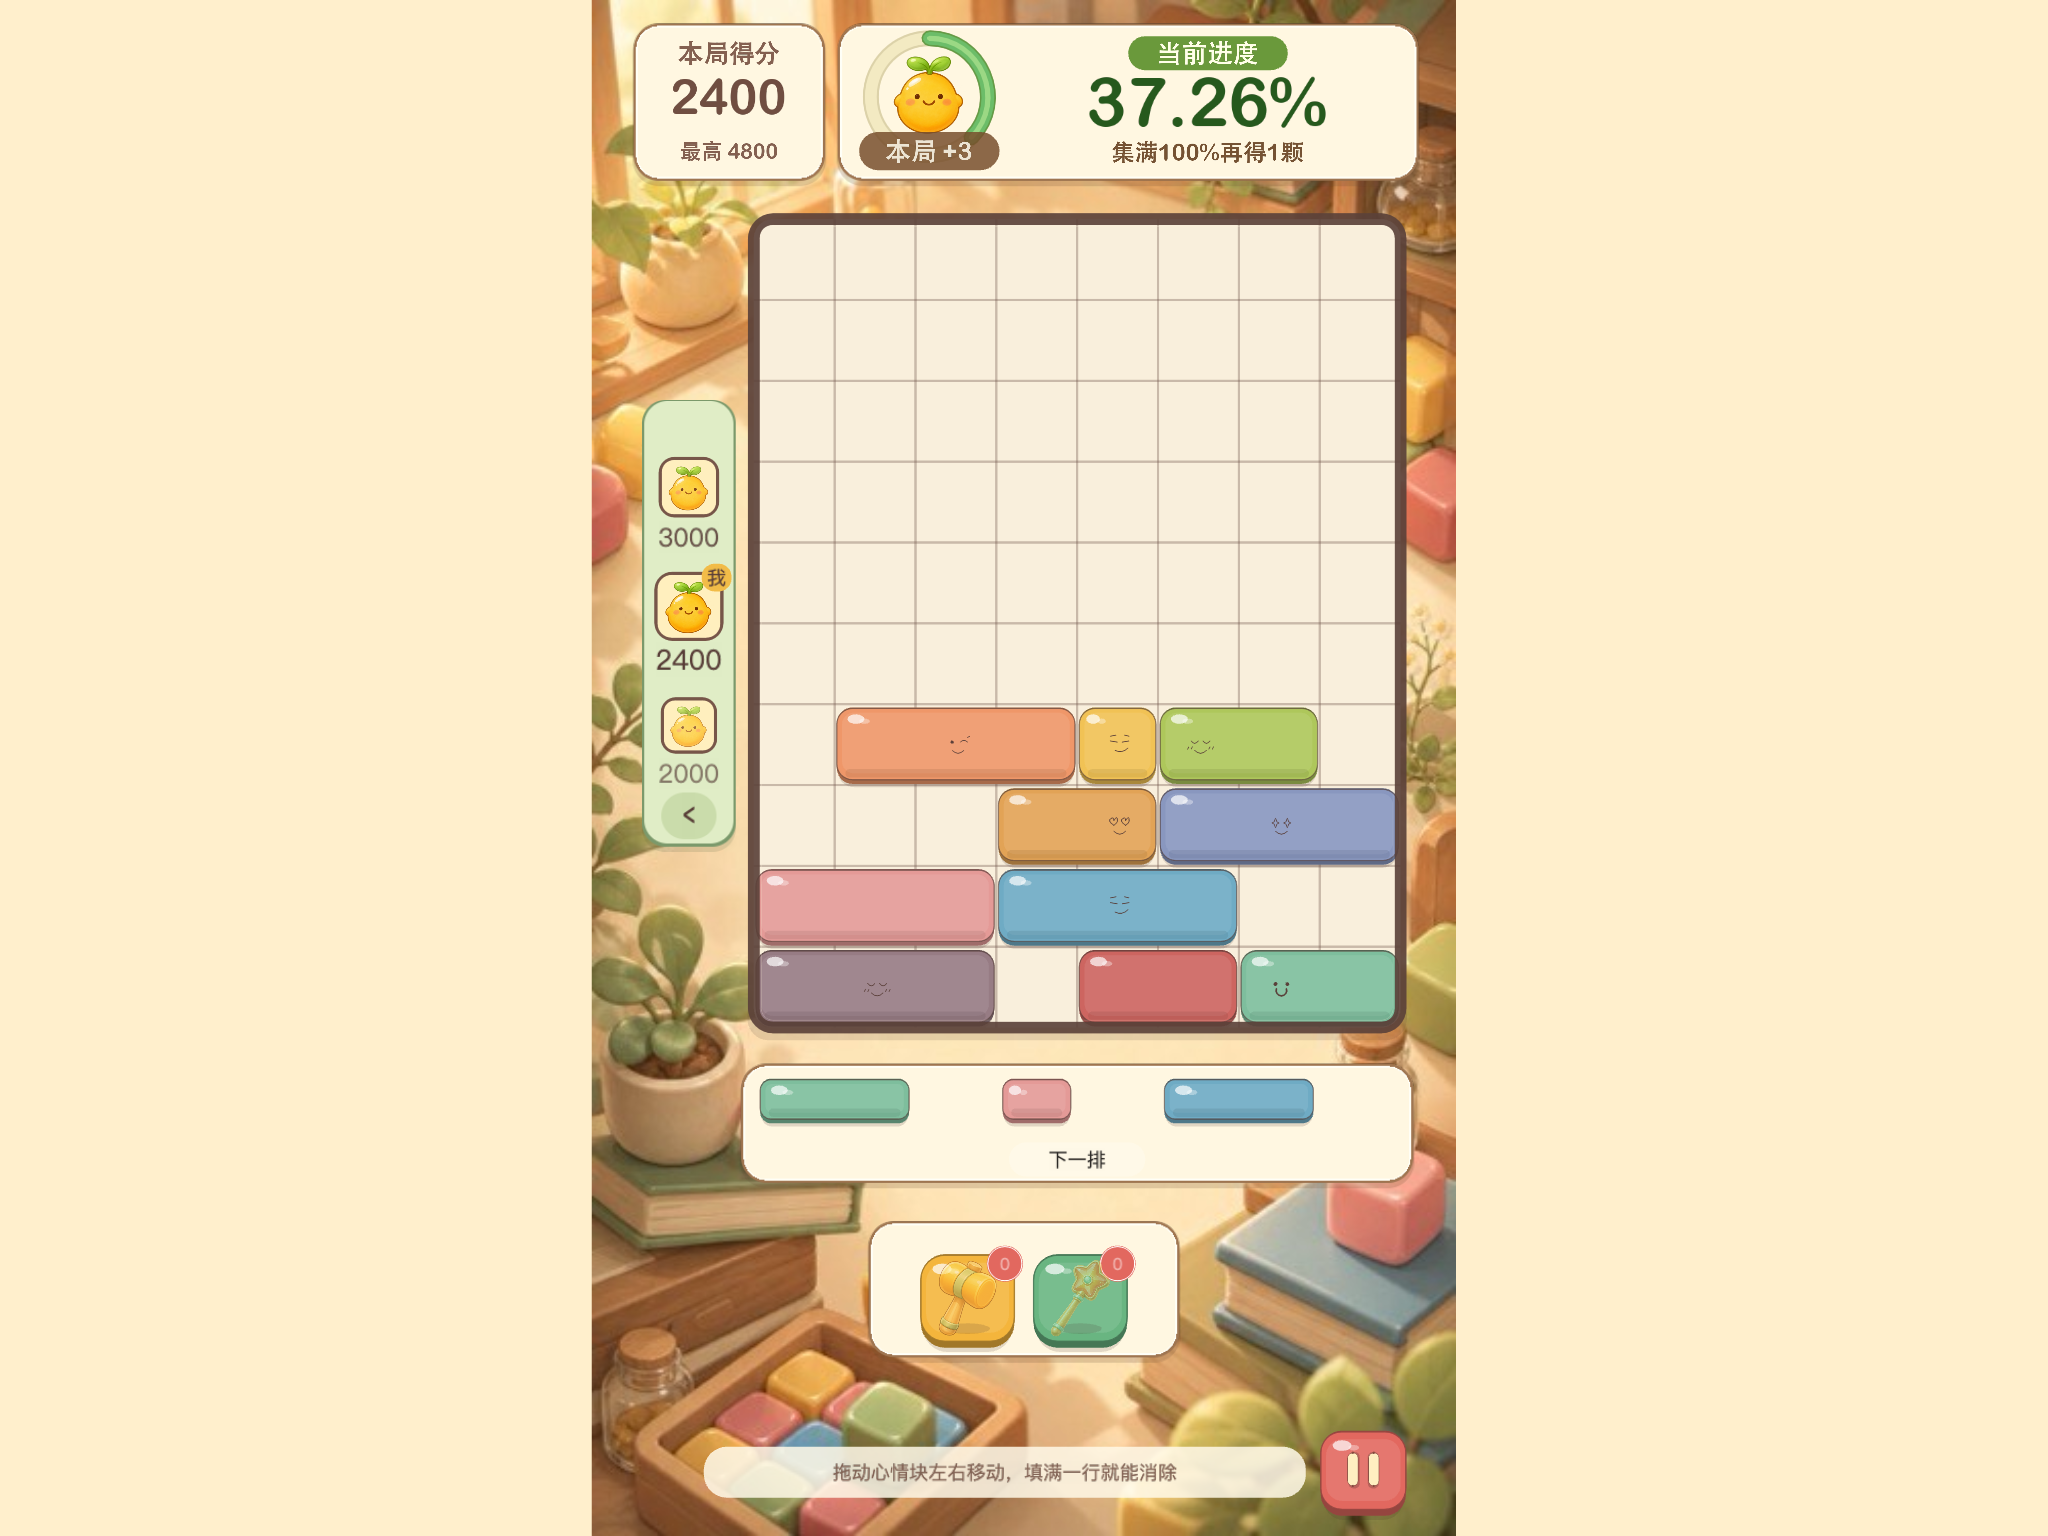 本局得分
2400
最高 4800
本局 +3
当前进度
37.26%
集满100%再得1颗
3000
我
2400
2000
<
下一排
0
0
拖动心情块左右移动，填满一行就能消除